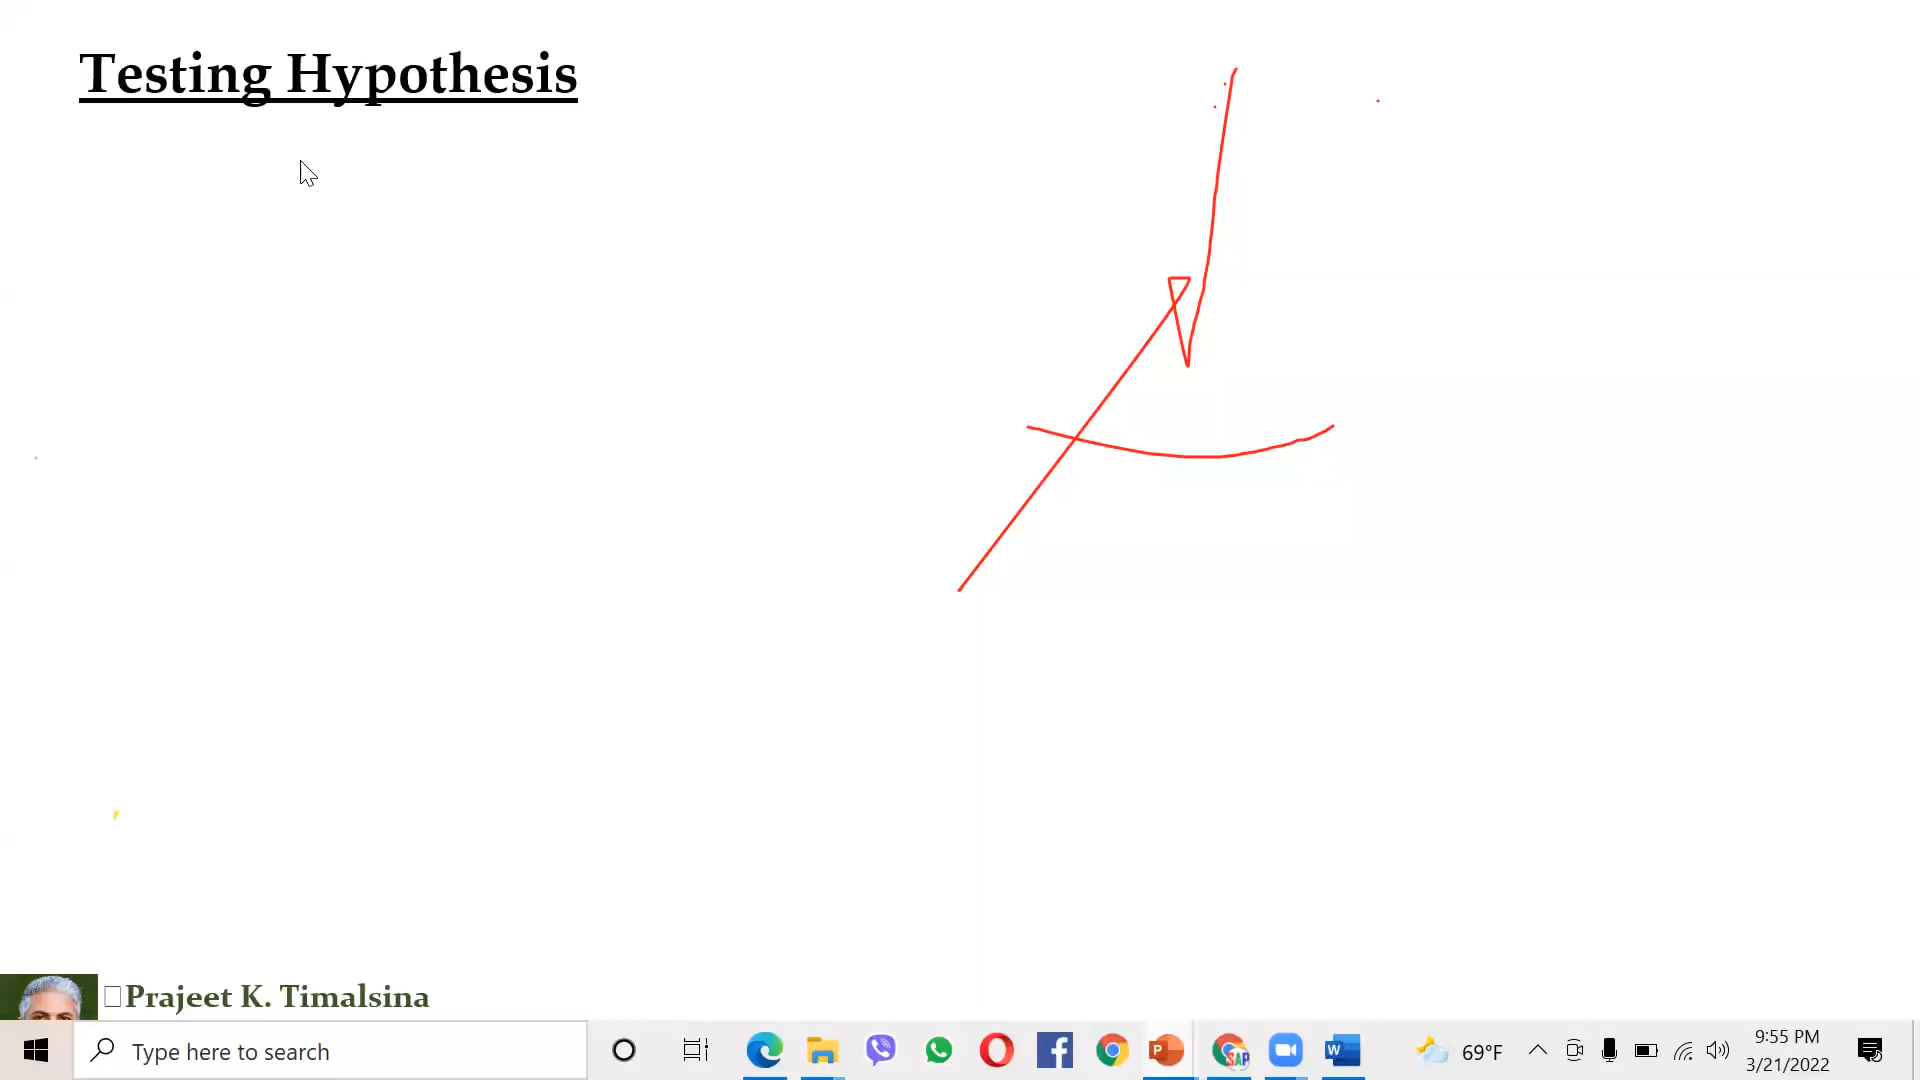 Testing Hypothesis
Prajeet K. Timalsina
Type here to search
69°F
9:55 PM
3/21/2022